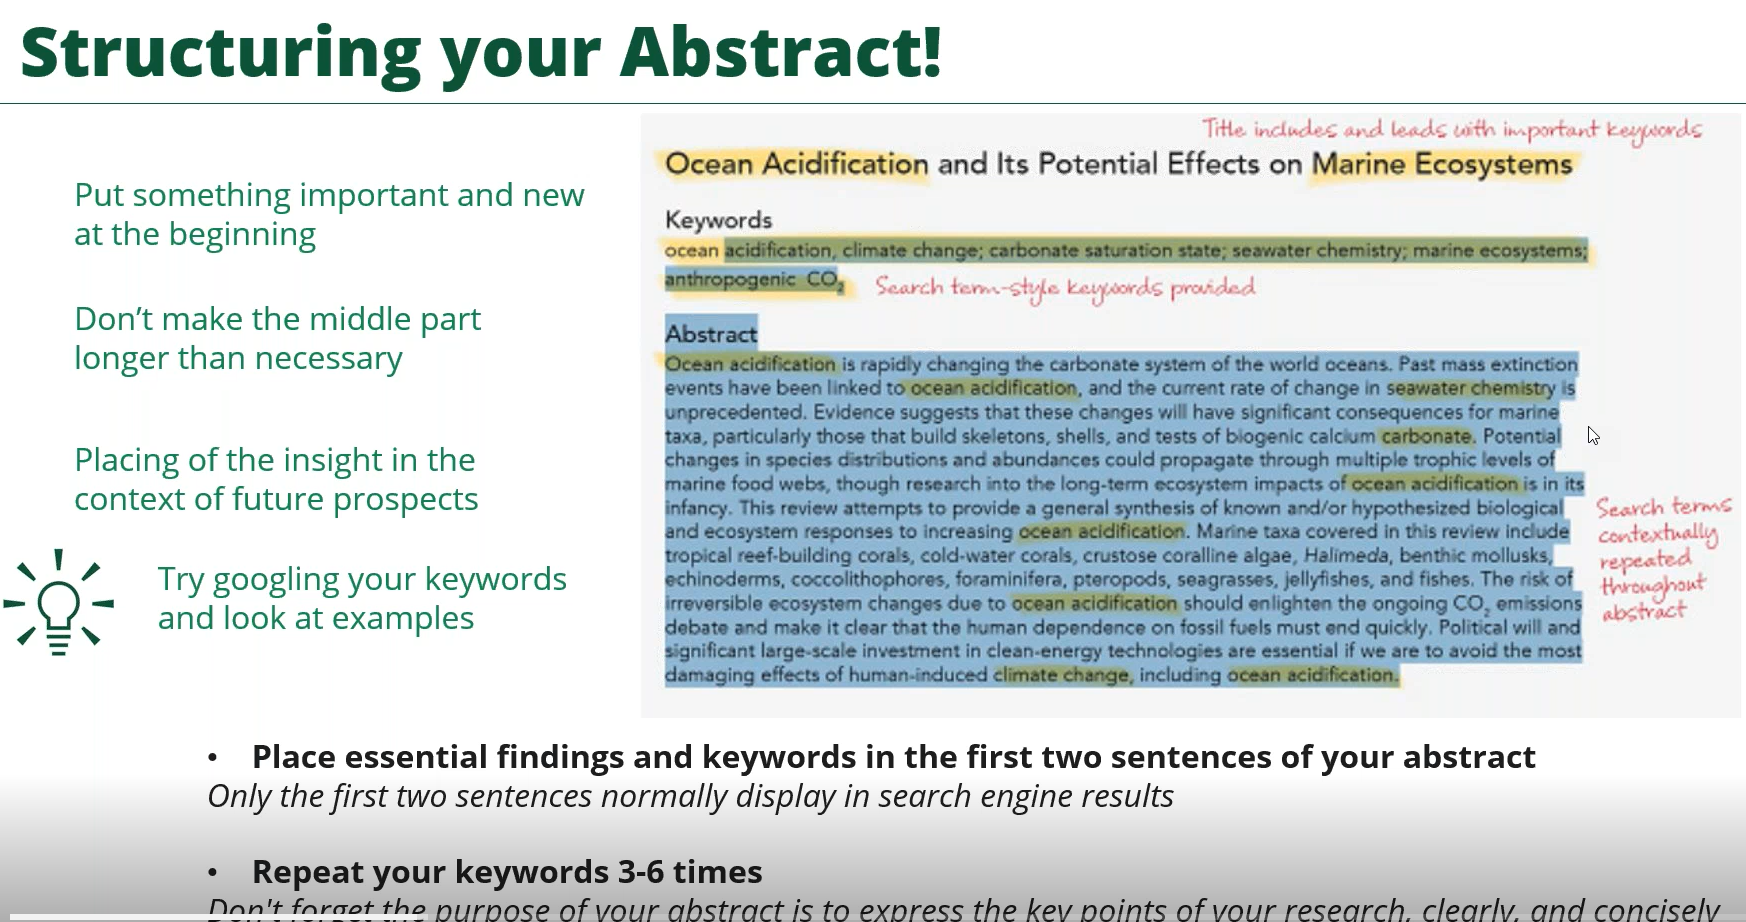 Structuring your Abstract!
Put something important and new
at the beginning
Don’t make the middle part
longer than necessary
Placing of the insight in the
context of future prospects
Try googling your keywords
and look at examples
Title includes and leads with important keywords
Ocean Acidification and Its Potential Effects on Marine Ecosystems
Keywords
ocean acidification, climate change; carbonate saturation state; seawater chemistry; marine ecosystems;
anthropogenic CO₂
Search term-style keywords provided
Abstract
Ocean acidification is rapidly changing the carbonate system of the world oceans. Past mass extinction
events have been linked to ocean acidification, and the current rate of change in seawater chemistry is
unprecedented. Evidence suggests that these changes will have significant consequences for marine
taxa, particularly those that build skeletons, shells, and tests of biogenic calcium carbonate. Potential
changes in species distributions and abundances could propagate through multiple trophic levels of
marine food webs, though research into the long-term ecosystem impacts of ocean acidification is in its
infancy. This review attempts to provide a general synthesis of known and/or hypothesized biological
and ecosystem responses to increasing ocean acidification. Marine taxa covered in this review include
tropical reef-building corals, cold-water corals, crustose coralline algae, Halimeda, benthic mollusks,
echinoderms, coccolithophores, foraminifera, pteropods, seagrasses, jellyfishes, and fishes. The risk of
irreversible ecosystem changes due to ocean acidification should enlighten the ongoing CO₂ emissions
debate and make it clear that the human dependence on fossil fuels must end quickly. Political will and
significant large-scale investment in clean-energy technologies are essential if we are to avoid the most
damaging effects of human-induced climate change, including ocean acidification.
Search terms
contextually
repeated
throughout
abstract
• Place essential findings and keywords in the first two sentences of your abstract
Only the first two sentences normally display in search engine results
• Repeat your keywords 3-6 times
Don't forget the purpose of your abstract is to express the key points of your research, clearly, and concisely